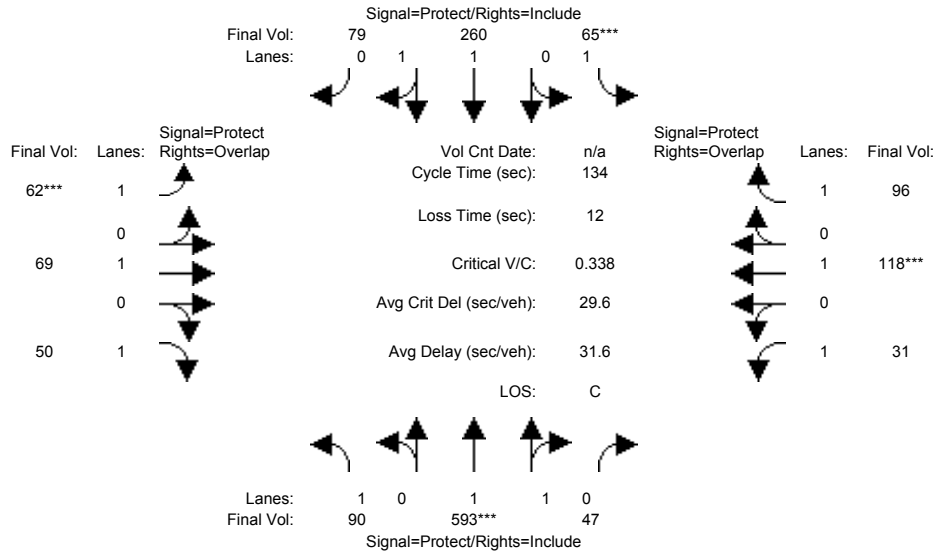 Signal=Protect/Rights=Include
Final Vol: 79 260 65***
Lanes: 0 1 1 0 1
Signal=Protect
Final Vol: Lanes: Rights=Overlap
Vol Cnt Date: n/a
Signal=Protect
Rights=Overlap Lanes: Final Vol:
Cycle Time (sec): 134
62*** 1
1 96
Loss Time (sec): 12
0
0
69 1
Critical V/C: 0.338
1 118***
0
Avg Crit Del (sec/veh): 29.6
0
50 1
Avg Delay (sec/veh): 31.6
1 31
LOS: C
Lanes: 1 0 1 1 0
Final Vol: 90 593*** 47
Signal=Protect/Rights=Include